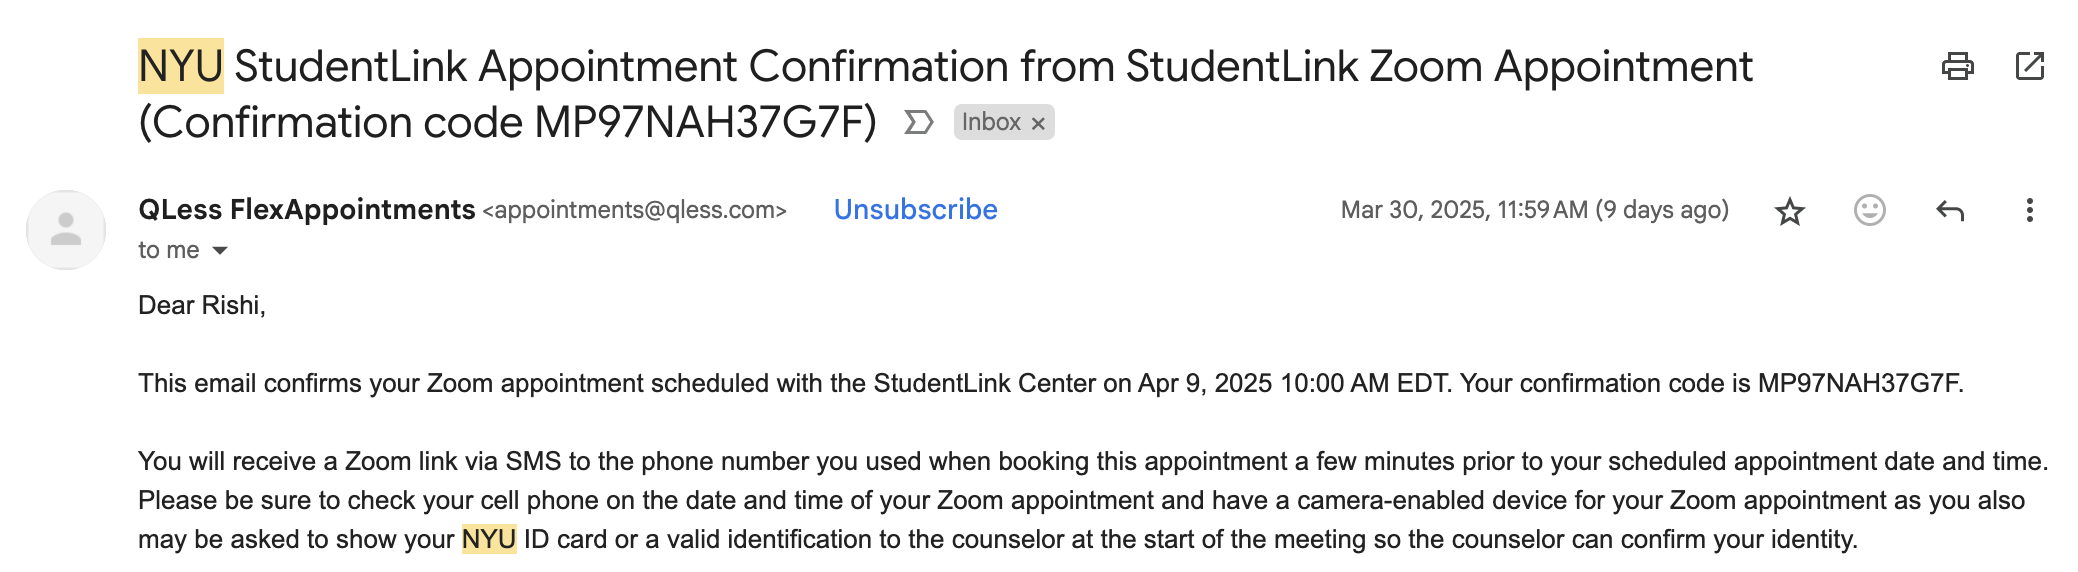 NYU StudentLink Appointment Confirmation from StudentLink Zoom Appointment
(Confirmation code MP97NAH37G7F) Inbox ×
QLess FlexAppointments <appointments@qless.com> Unsubscribe Mar 30, 2025, 11:59 AM (9 days ago)
to me
Dear Rishi,
This email confirms your Zoom appointment scheduled with the StudentLink Center on Apr 9, 2025 10:00 AM EDT. Your confirmation code is MP97NAH37G7F.
You will receive a Zoom link via SMS to the phone number you used when booking this appointment a few minutes prior to your scheduled appointment date and time.
Please be sure to check your cell phone on the date and time of your Zoom appointment and have a camera-enabled device for your Zoom appointment as you also
may be asked to show your NYU ID card or a valid identification to the counselor at the start of the meeting so the counselor can confirm your identity.